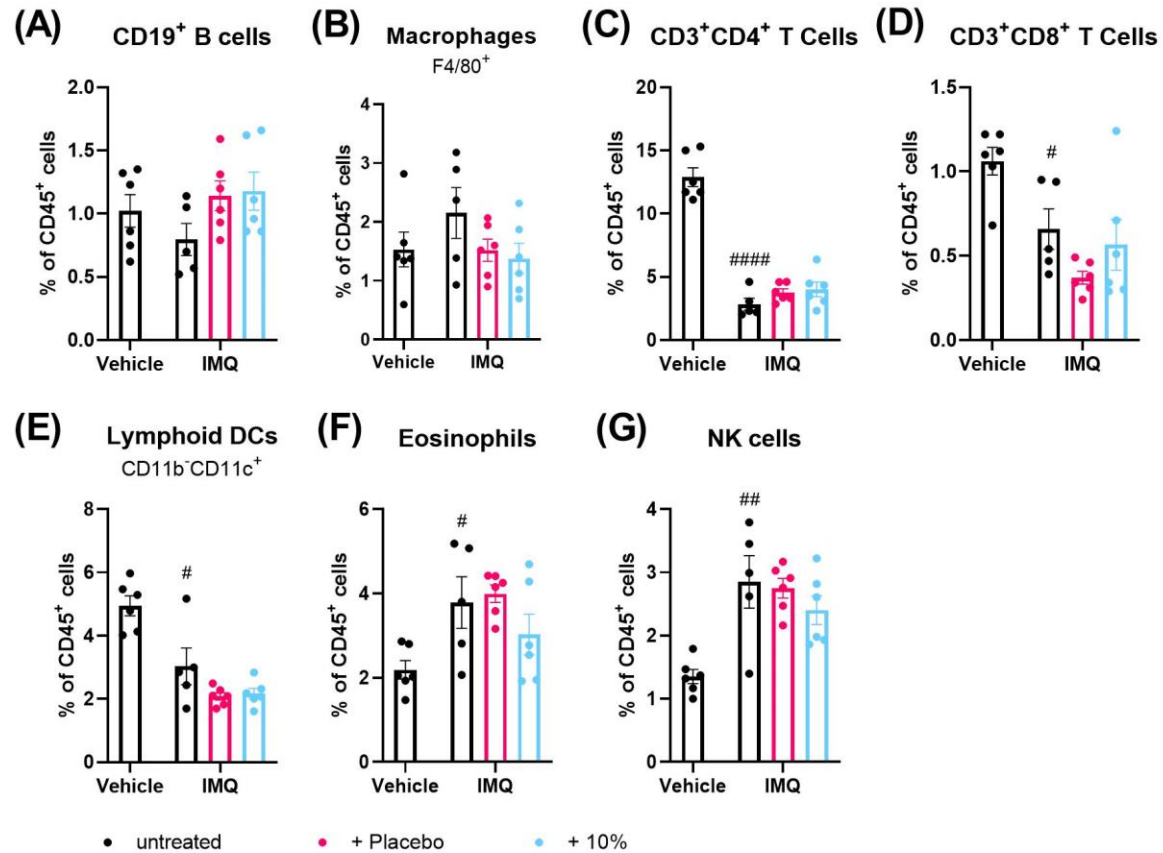 (A) CD19⁺ B cells
% of CD45⁺ cells
2.0
1.5
1.0
0.5
0.0
Vehicle IMQ
(B) Macrophages
F4/80⁺
% of CD45⁺ cells
4
3
2
1
0
Vehicle IMQ
(C) CD3⁺CD4⁺ T Cells
% of CD45⁺ cells
20
15
10
5
0
####
Vehicle IMQ
(D) CD3⁺CD8⁺ T Cells
% of CD45⁺ cells
1.5
1.0
0.5
0.0
#
Vehicle IMQ
(E) Lymphoid DCs
CD11b⁻CD11c⁺
% of CD45⁺ cells
8
6
4
2
0
#
Vehicle IMQ
(F) Eosinophils
% of CD45⁺ cells
6
4
2
0
#
Vehicle IMQ
(G) NK cells
% of CD45⁺ cells
4
3
2
1
0
##
Vehicle IMQ
untreated + Placebo + 10%